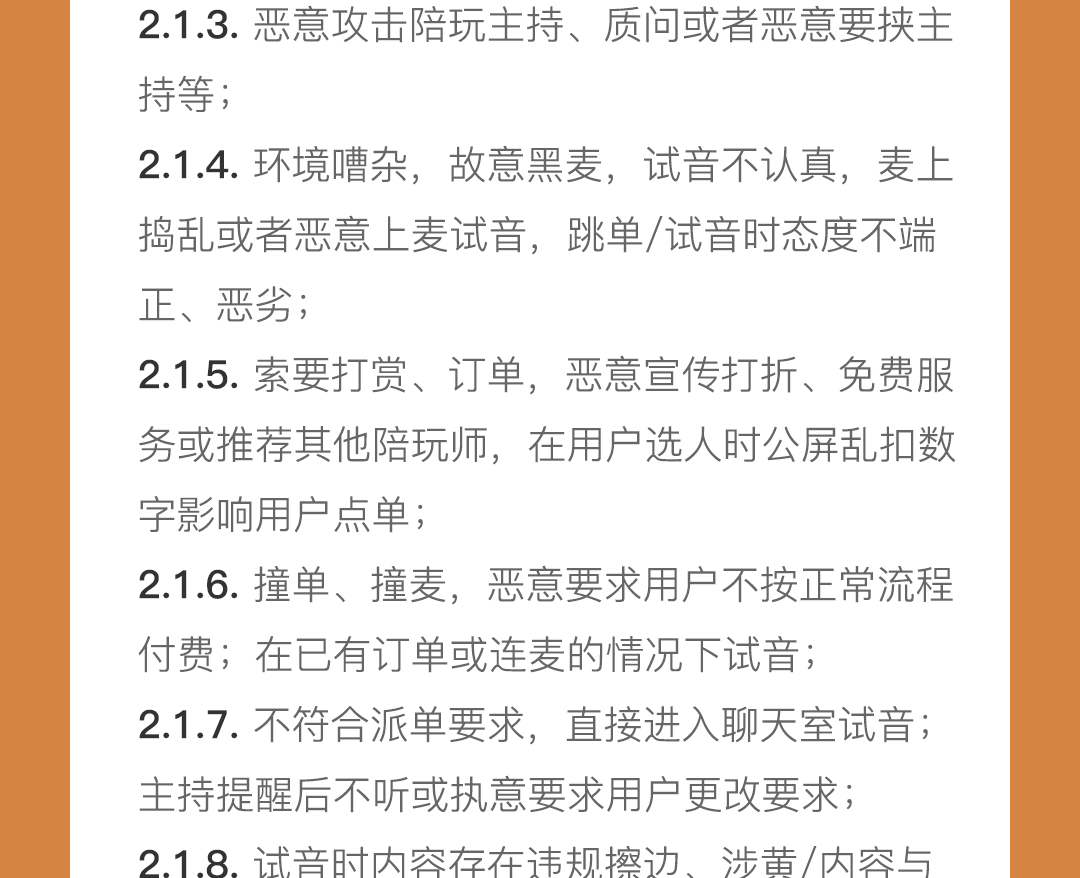 2.1.3. 恶意攻击陪玩主持、质问或者恶意要挟主
持等；
2.1.4. 环境嘈杂，故意黑麦，试音不认真，麦上
捣乱或者恶意上麦试音，跳单/试音时态度不端
正、恶劣；
2.1.5. 索要打赏、订单，恶意宣传打折、免费服
务或推荐其他陪玩师，在用户选人时公屏乱扣数
字影响用户点单；
2.1.6. 撞单、撞麦，恶意要求用户不按正常流程
付费；在已有订单或连麦的情况下试音；
2.1.7. 不符合派单要求，直接进入聊天室试音；
主持提醒后不听或执意要求用户更改要求；
2.1.8. 试音时内容存在违规擦边、涉黄/内容与